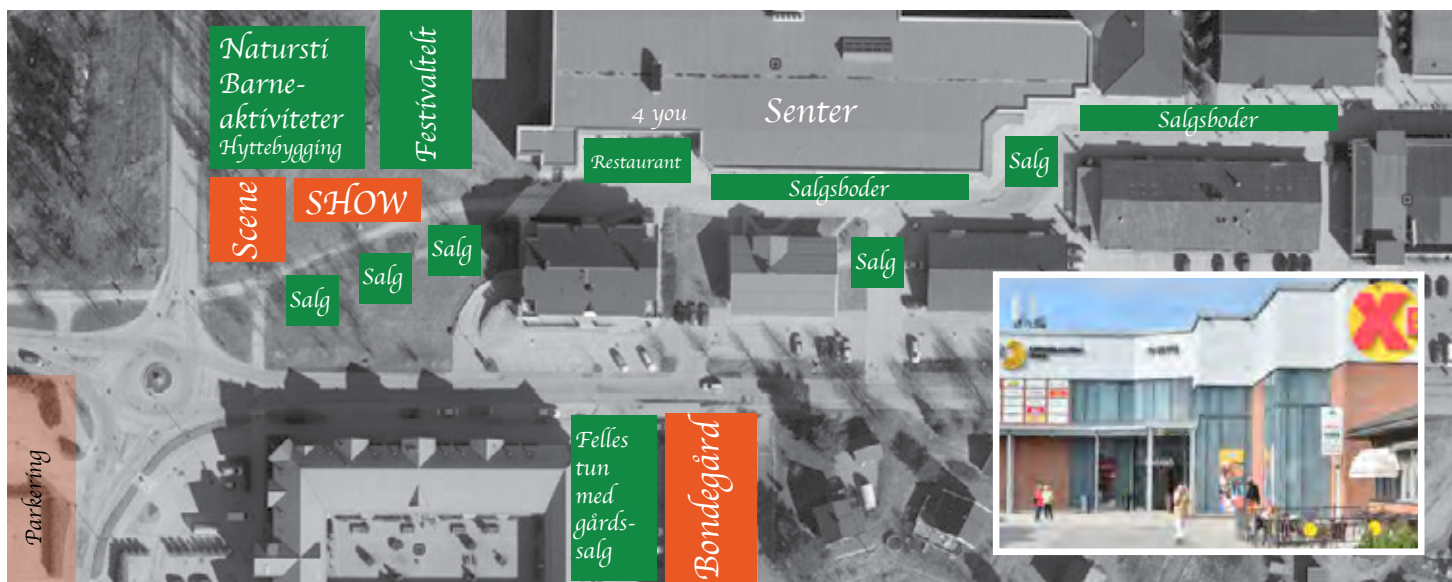 Natursti
Barne-
aktiviteter
Hyttebygging
Festivaltelt
4 you
Senter
Restaurant
Salgsboder
Salg
Salgsboder
Scene
SHOW
Salg
Salg
Salg
Salg
Parkering
Felles
tun
med
gårds-
salg
Bondegård
X